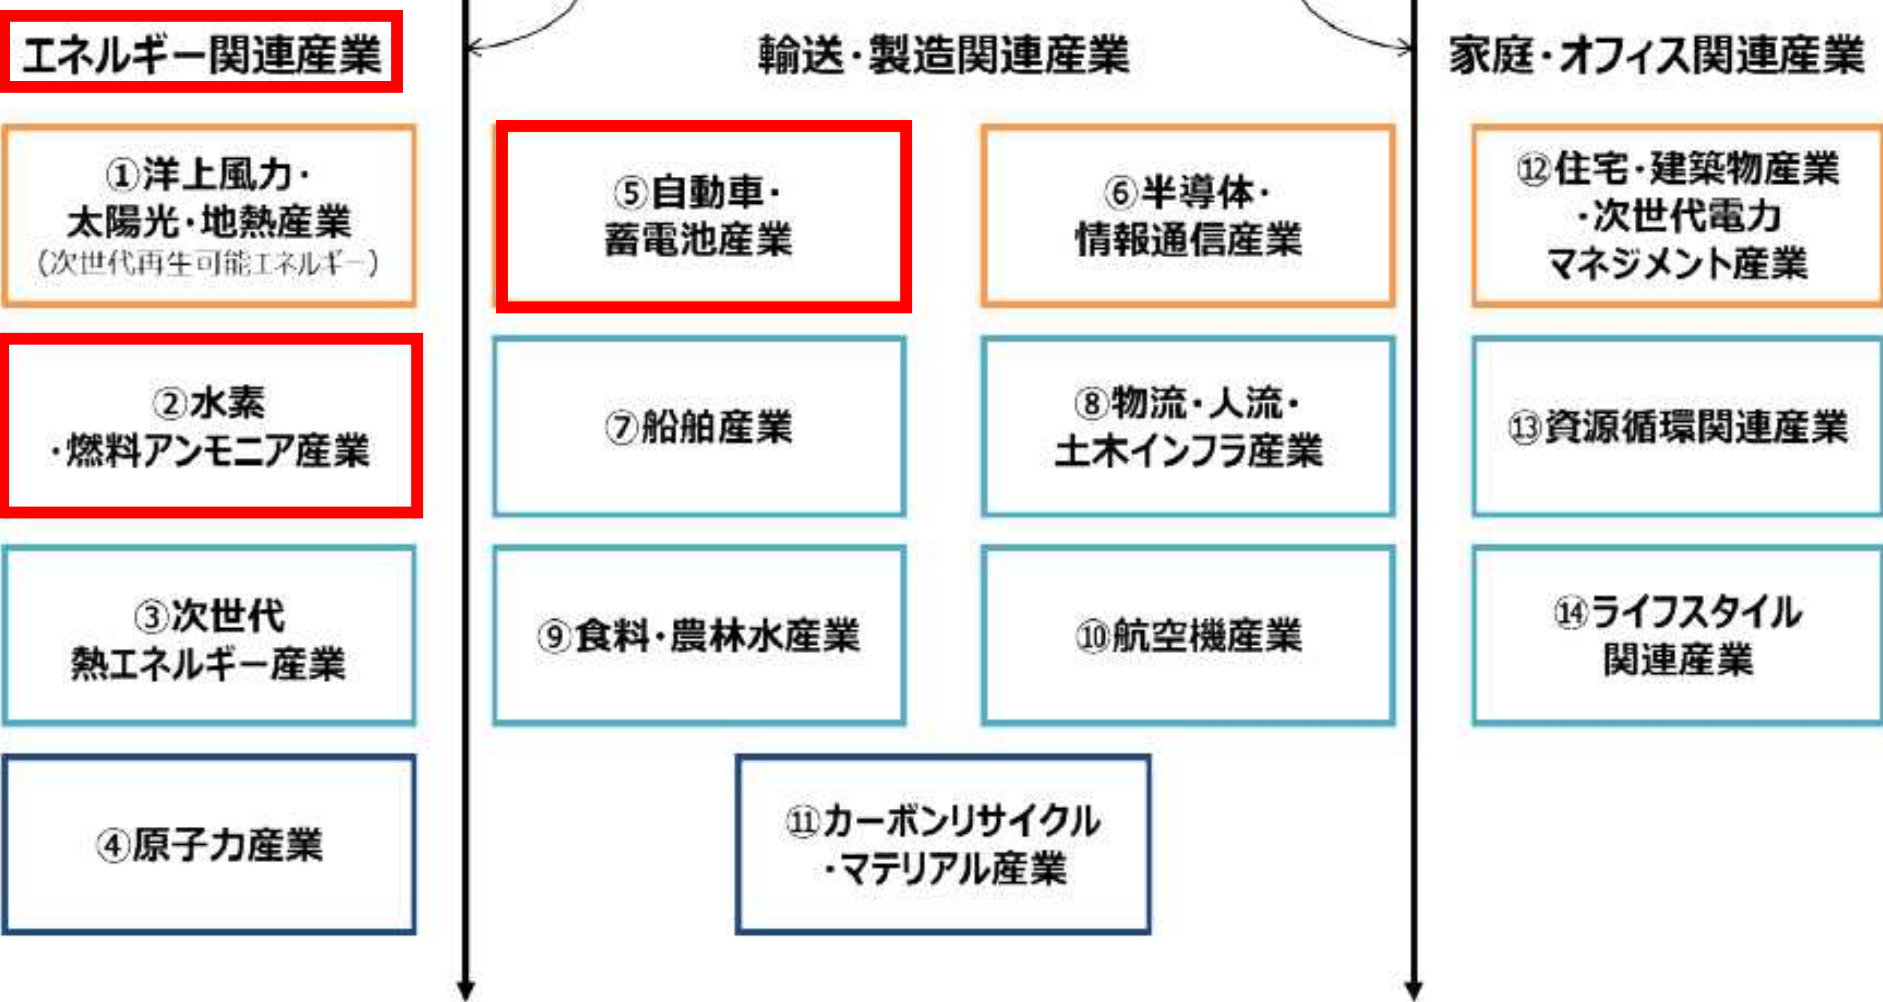 エネルギー関連産業
輸送・製造関連産業
家庭・オフィス関連産業
①洋上風力・
太陽光・地熱産業
(次世代再生可能エネルギー)
②水素
・燃料アンモニア産業
③次世代
熱エネルギー産業
④原子力産業
⑤自動車・
蓄電池産業
⑥半導体・
情報通信産業
⑦船舶産業
⑧物流・人流・
土木インフラ産業
⑨食料・農林水産業
⑩航空機産業
⑪カーボンリサイクル
・マテリアル産業
⑫住宅・建築物産業
・次世代電力
マネジメント産業
⑬資源循環関連産業
⑭ライフスタイル
関連産業